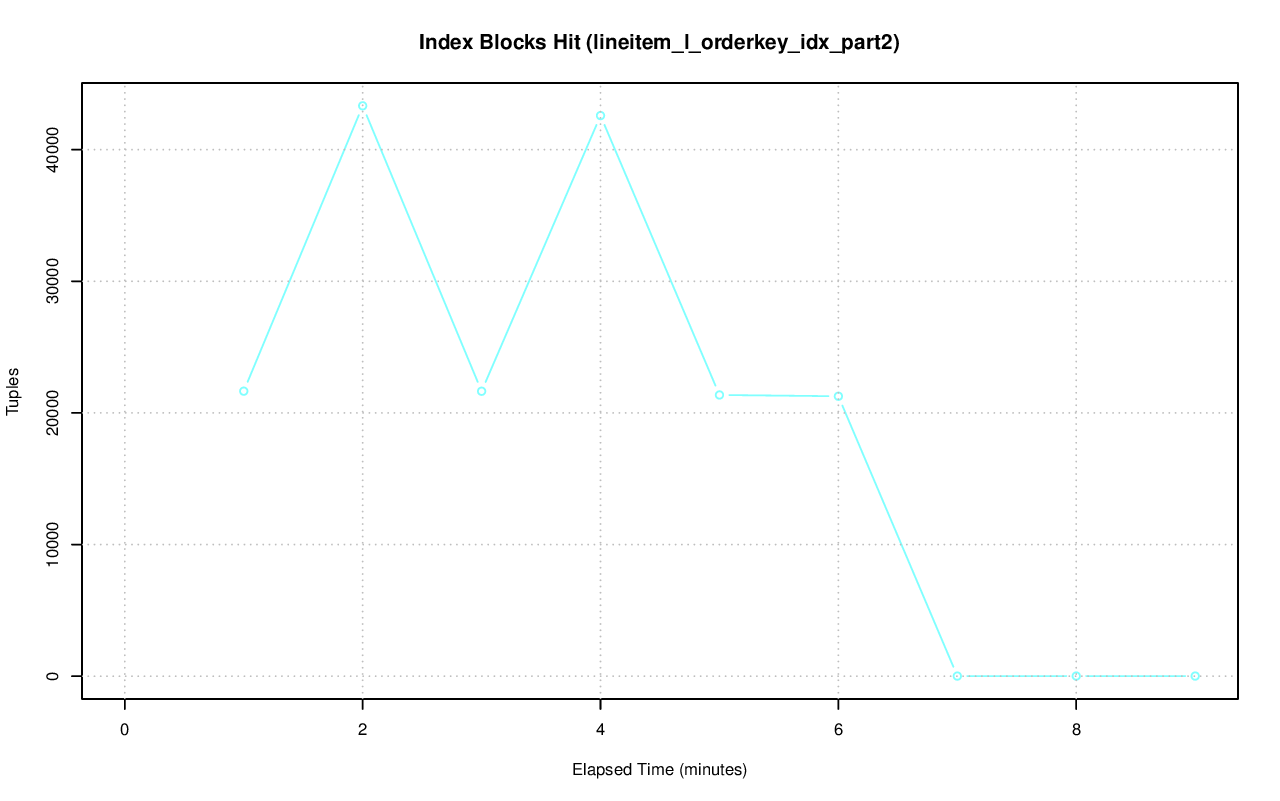 Index Blocks Hit (lineitem_l_orderkey_idx_part2)
Tuples
40000
30000
20000
10000
0
0 2 4 6 8
Elapsed Time (minutes)